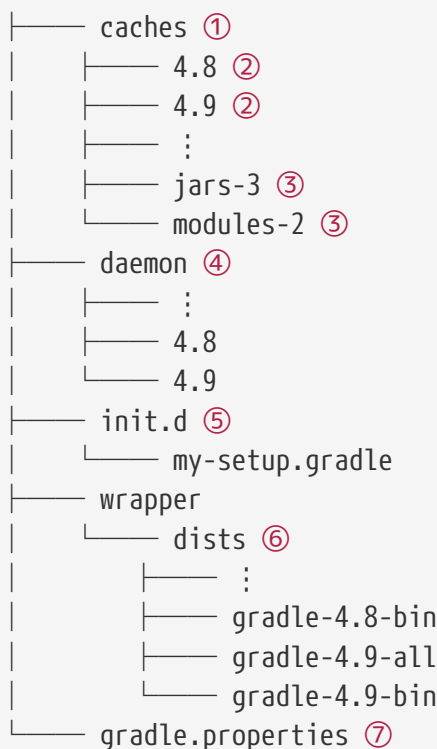 ├── caches ①
│   ├── 4.8 ②
│   ├── 4.9 ②
│   ├── ⋮
│   ├── jars-3 ③
│   └── modules-2 ③
├── daemon ④
│   ├── ⋮
│   ├── 4.8
│   └── 4.9
├── init.d ⑤
│   └── my-setup.gradle
├── wrapper
│   └── dists ⑥
│       ├── ⋮
│       ├── gradle-4.8-bin
│       ├── gradle-4.9-all
│       └── gradle-4.9-bin
└── gradle.properties ⑦